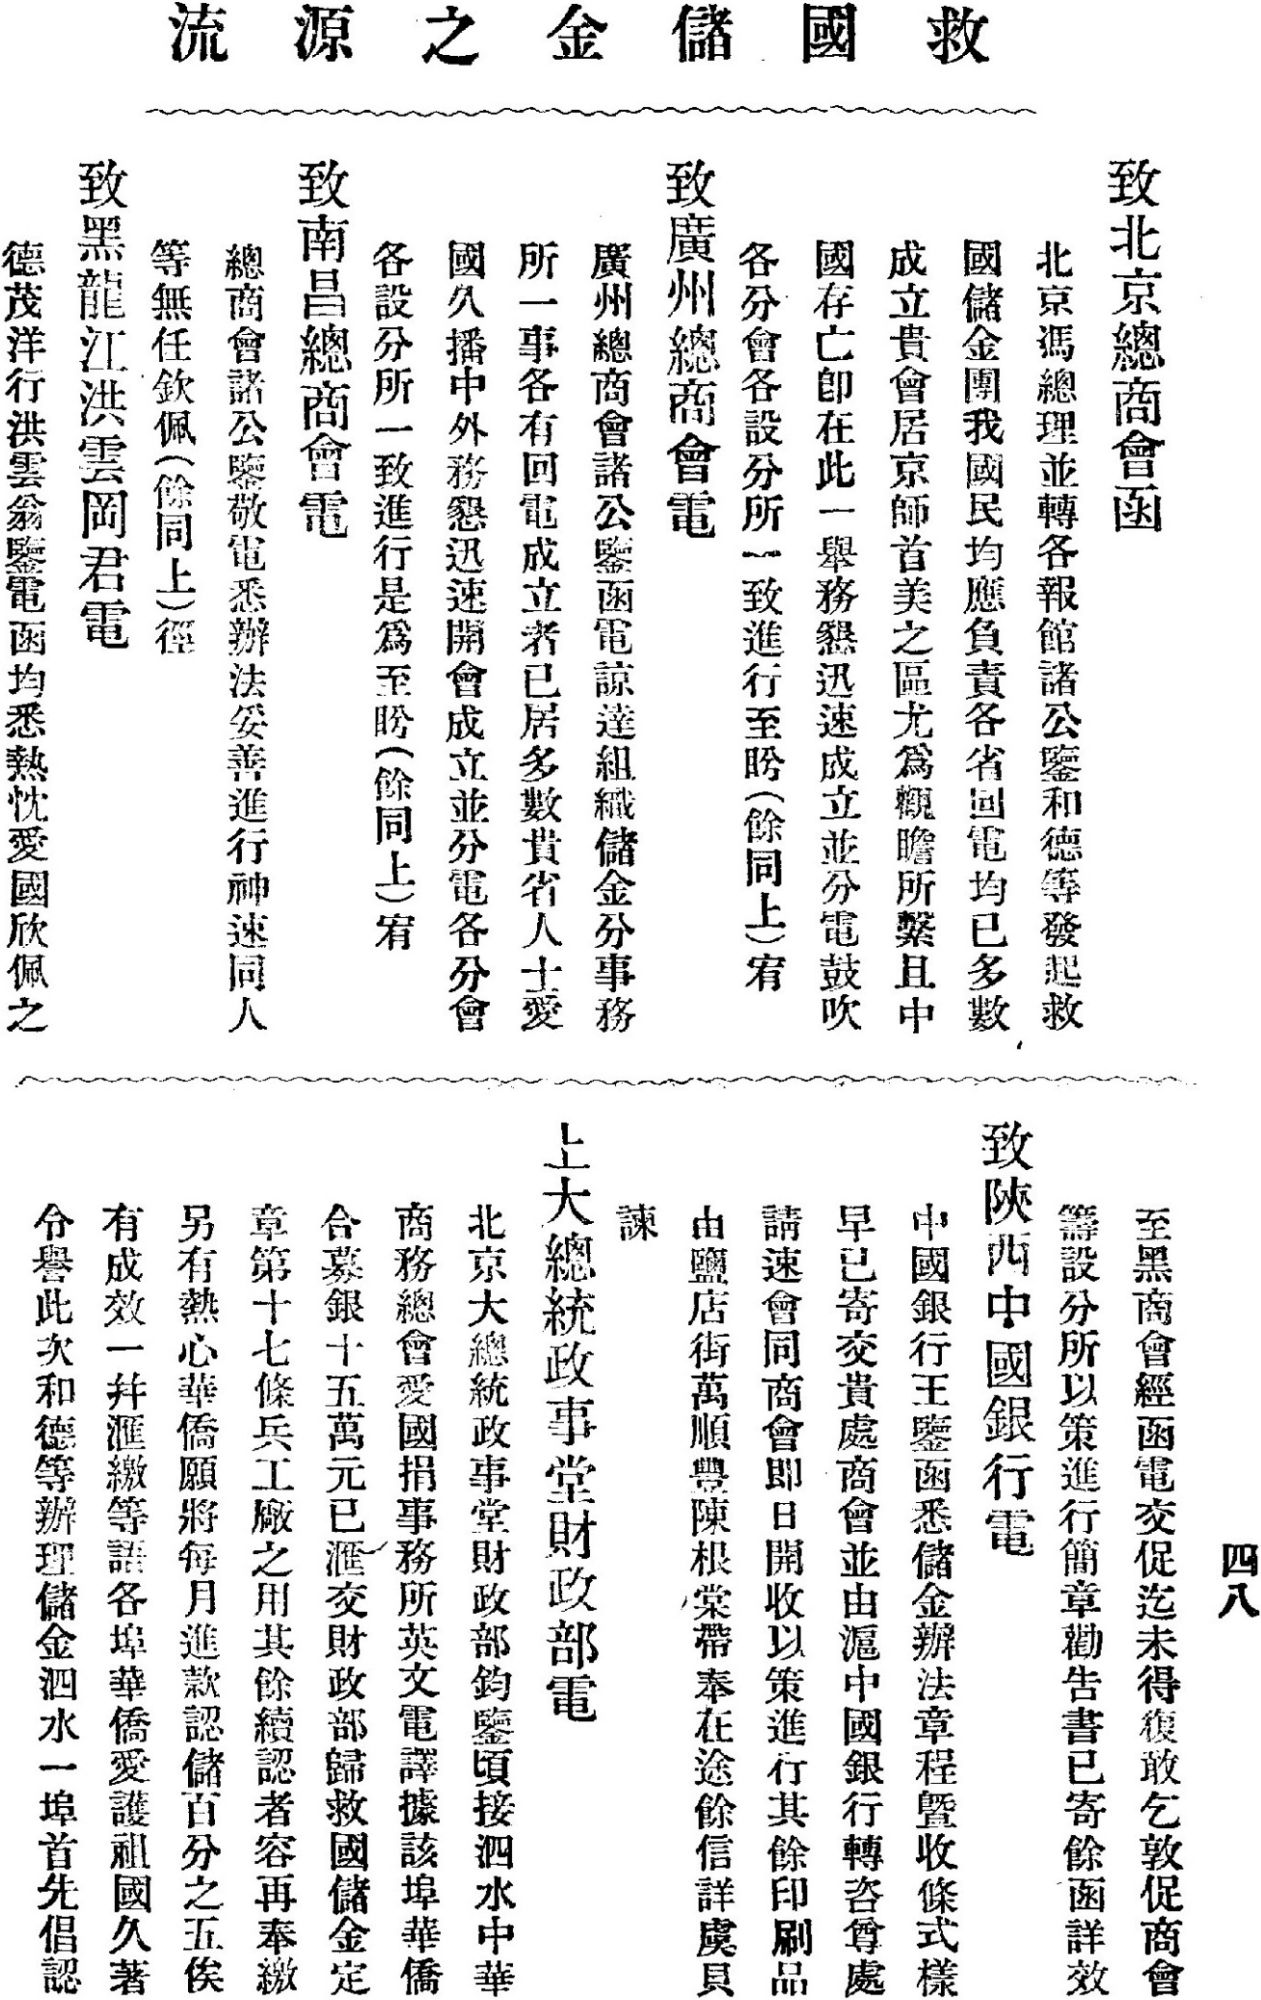 救國儲金之源流
致北京總商會函
北京馮總理並轉各報館諸公鑒和德等發起救
國儲金團我國民均應負責各省回電均已多數
成立貴會居京師首美之區尤爲觀瞻所繫且中
國存亡卽在此一舉務懇迅速成立並分電鼓吹
各分會各設分所一致進行至盼(餘同上)宥
致廣州總商會電
廣州總商會諸公鑒函電諒達組織儲金分事務
所一事各有回電成立者已居多數貴省人士愛
國久播中外務懇迅速開會成立並分電各分會
各設分所一致進行是爲至盼(餘同上)宥
致南昌總商會電
總商會諸公鑒敬電悉辦法妥善進行神速同人
等無任欽佩(餘同上)徑
致黑龍江洪雲岡君電
德茂洋行洪雲翁鑒電函均悉熱忱愛國欣佩之
至黑商會經函電交促迄未得復敢乞敦促商會
籌設分所以策進行簡章勸告書已寄餘函詳效
致陝西中國銀行電
中國銀行王鑒函悉儲金辦法章程曁收條式樣
早已寄交貴處商會並由滬中國銀行轉咨尊處
請速會同商會即日開收以策進行其餘印刷品
由鹽店街萬順豐陳根棠帶奉在途餘信詳虞貝
諫
上大總統政事堂財政部電
北京大總統政事堂財政部鈞鑒頃接泗水中華
商務總會愛國捐事務所英文電譯據該埠華僑
合募銀十五萬元已滙交財政部歸救國儲金定
章第十七條兵工廠之用其餘續認者容再奉繳
另有熱心華僑願將每月進款認儲百分之五俟
有成效一幷滙繳等語各埠華僑愛護祖國久著
令譽此次和德等辦理儲金泗水一埠首先倡認
四八